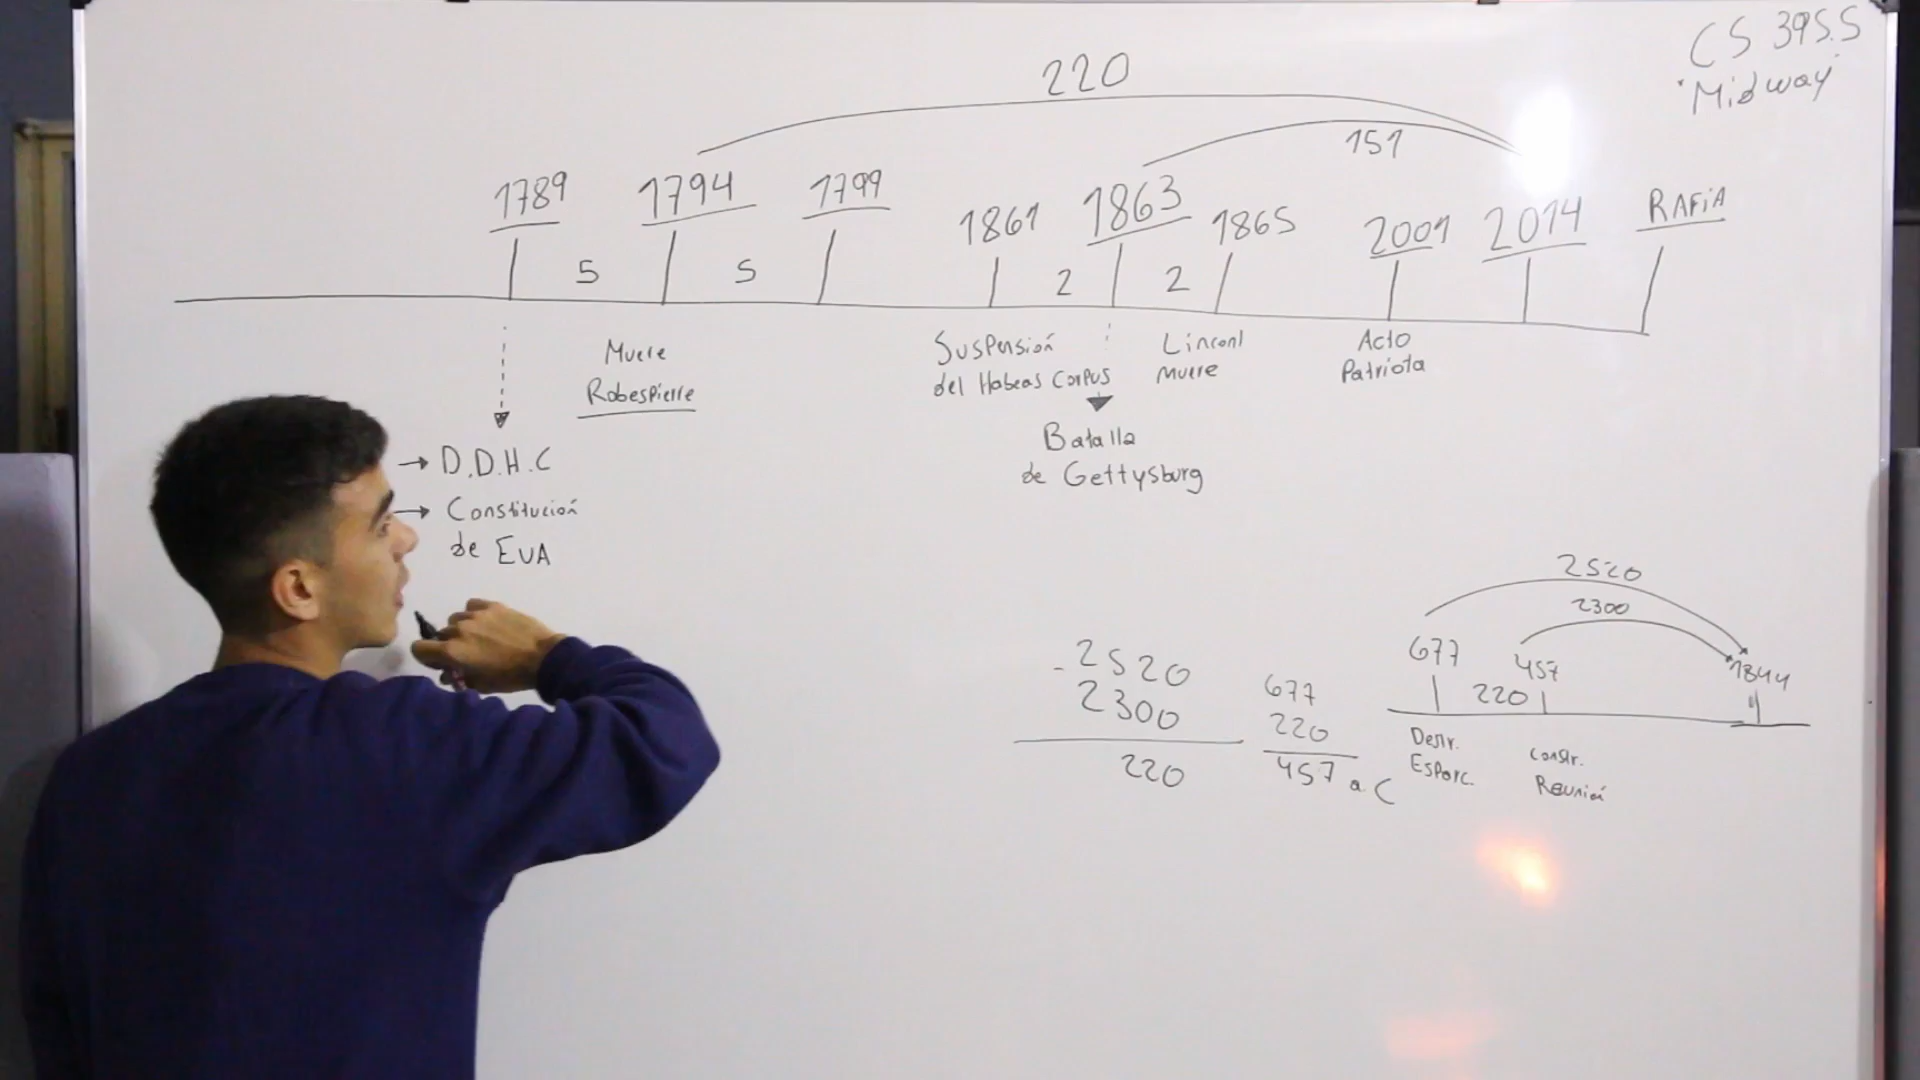 CS 395.5
"Midway"
220
151
1789
1794
1799
1861
1863
1865
2001
2014
RAFiA
5
5
2
2
Muere
Robespierre
Suspensión
del Habeas Corpus
Linconl
Muere
Acto
Patriota
Batalla
de Gettysburg
→ D.D.H.C
→ Constitución
de EUA
2520
2300
677
457
1844
220
Destr.
Esparc.
Constr.
Reunión
- 2520
2300
220
677
220
457 a.C